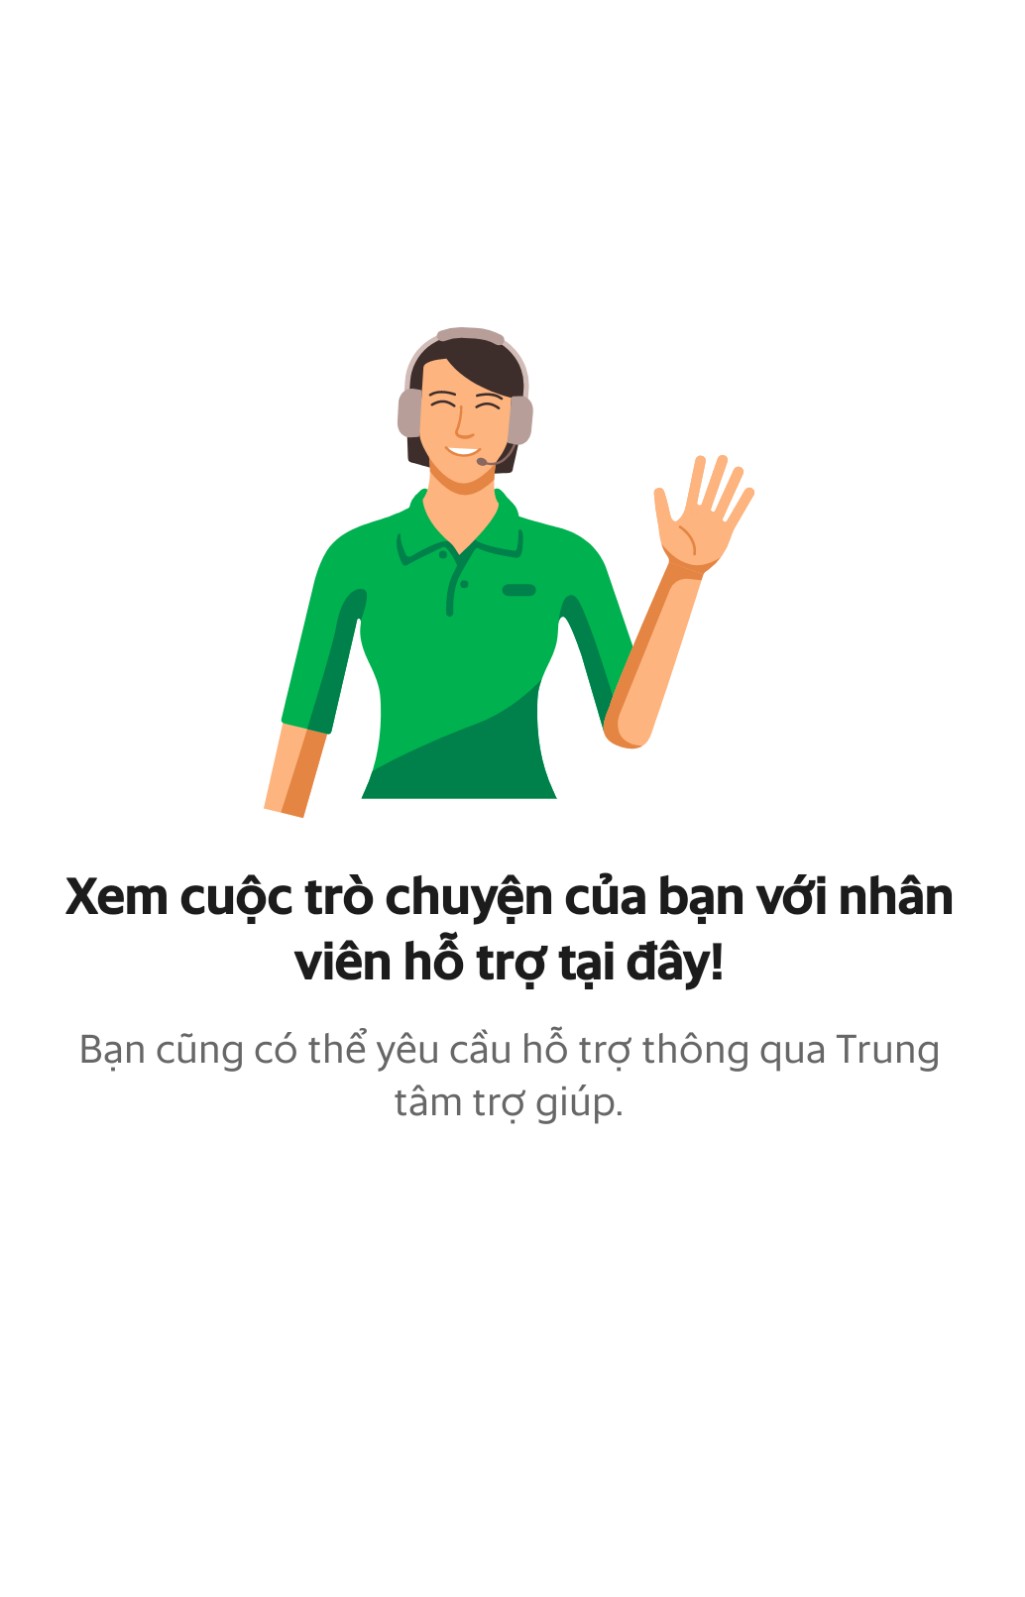 Xem cuộc trò chuyện của bạn với nhân
viên hỗ trợ tại đây!
Bạn cũng có thể yêu cầu hỗ trợ thông qua Trung
tâm trợ giúp.